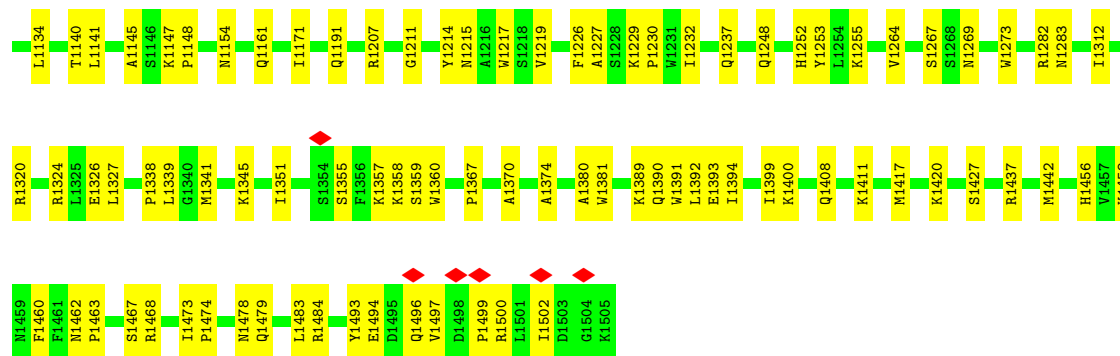 L1134 T1140 L1141 A1145 S1146 K1147 P1148 N1154 Q1161 I1171 Q1191 R1207 G1211 Y1214 N1215 A1216 W1217 S1218 V1219 F1226 A1227 S1228 K1229 P1230 W1231 I1232 Q1237 Q1248 H1252 Y1253 L1254 K1255 V1264 S1267 S1268 N1269 W1273 R1282 N1283 I1312
R1320 R1324 L1325 E1326 L1327 P1338 L1339 G1340 M1341 K1345 I1351 S1354 S1355 F1356 K1357 K1358 S1359 W1360 P1367 A1370 A1374 A1380 W1381 K1389 Q1390 W1391 L1392 E1393 I1394 I1399 K1400 Q1408 K1411 M1417 K1420 S1427 R1437 M1442 H1456 V1457
N1459 F1460 F1461 N1462 P1463 S1467 R1468 I1473 P1474 N1478 Q1479 L1483 R1484 Y1493 E1494 D1495 Q1496 V1497 D1498 P1499 R1500 L1501 I1502 D1503 G1504 K1505